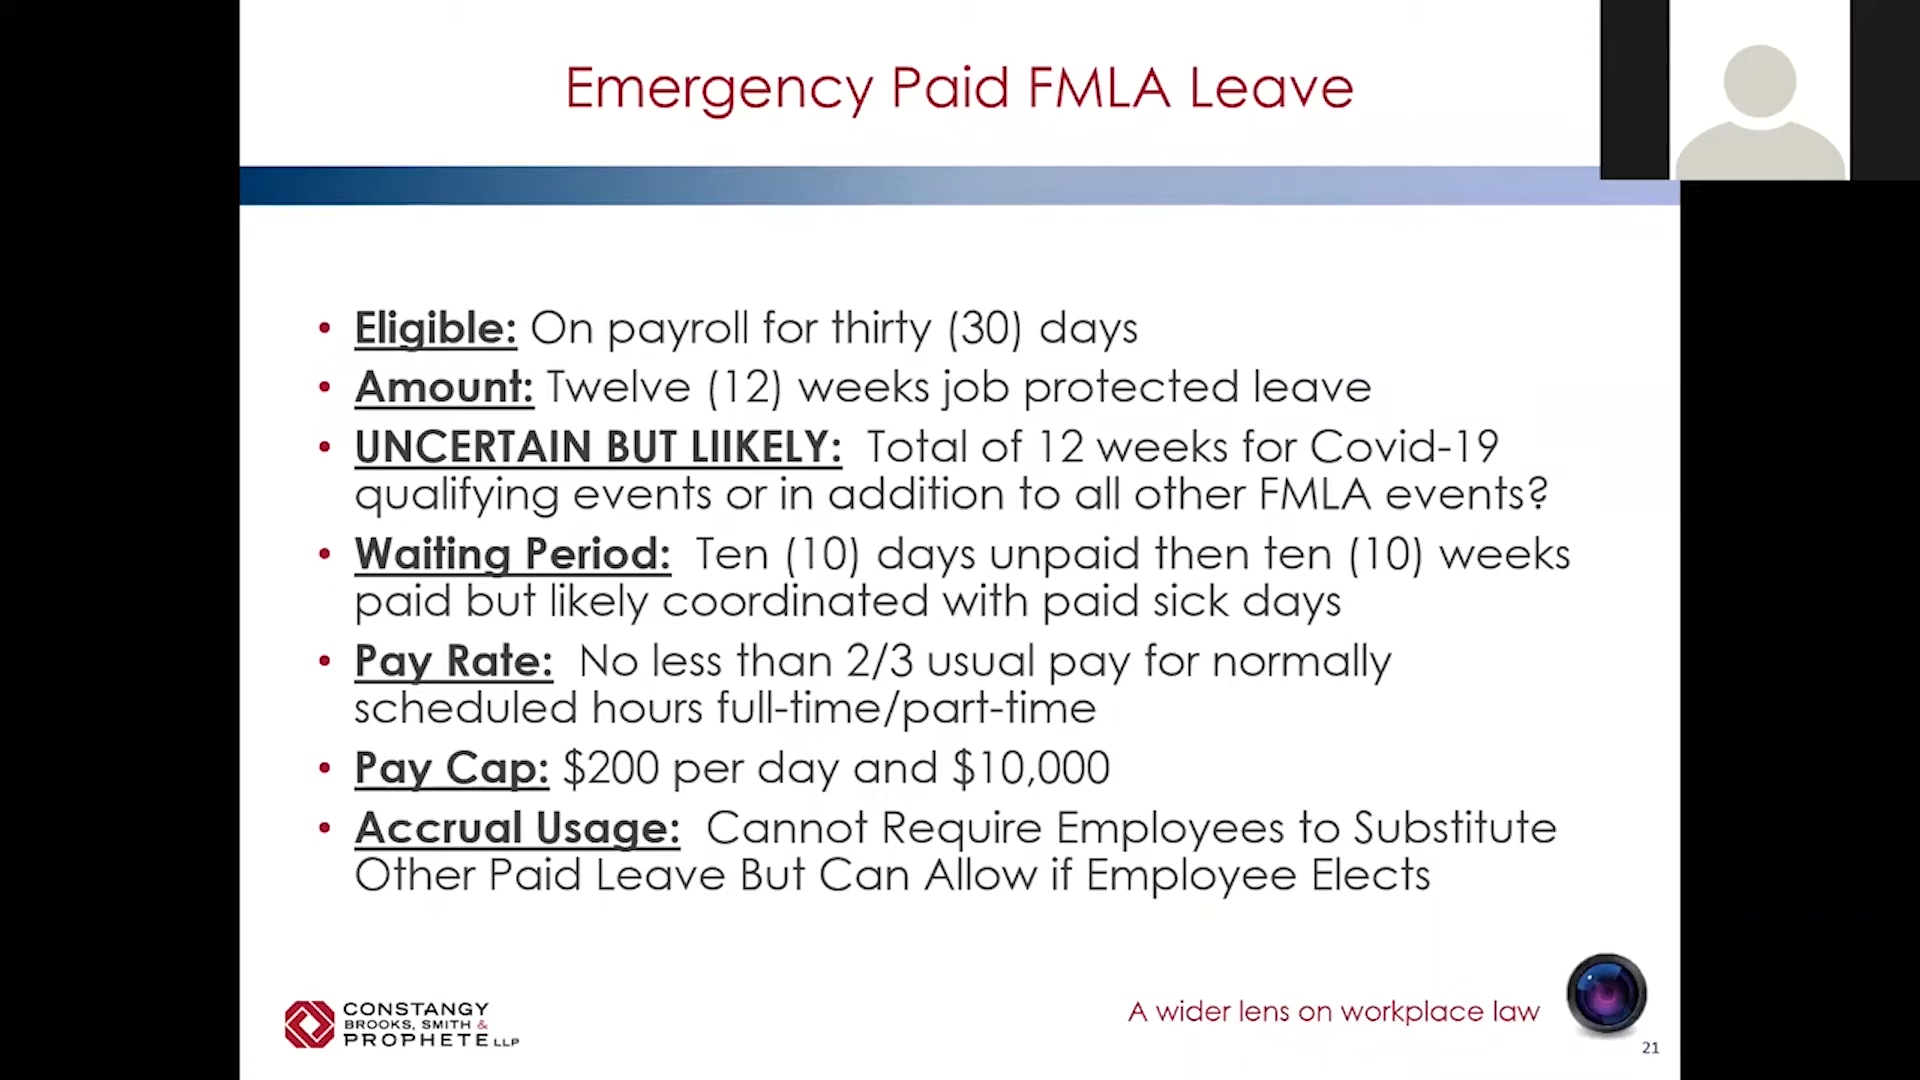 Emergency Paid FMLA Leave
• Eligible: On payroll for thirty (30) days
• Amount: Twelve (12) weeks job protected leave
• UNCERTAIN BUT LIIKELY: Total of 12 weeks for Covid-19
qualifying events or in addition to all other FMLA events?
• Waiting Period: Ten (10) days unpaid then ten (10) weeks
paid but likely coordinated with paid sick days
• Pay Rate: No less than 2/3 usual pay for normally
scheduled hours full-time/part-time
• Pay Cap: $200 per day and $10,000
• Accrual Usage: Cannot Require Employees to Substitute
Other Paid Leave But Can Allow if Employee Elects
CONSTANGY
BROOKS, SMITH &
PROPHETE LLP
A wider lens on workplace law
21